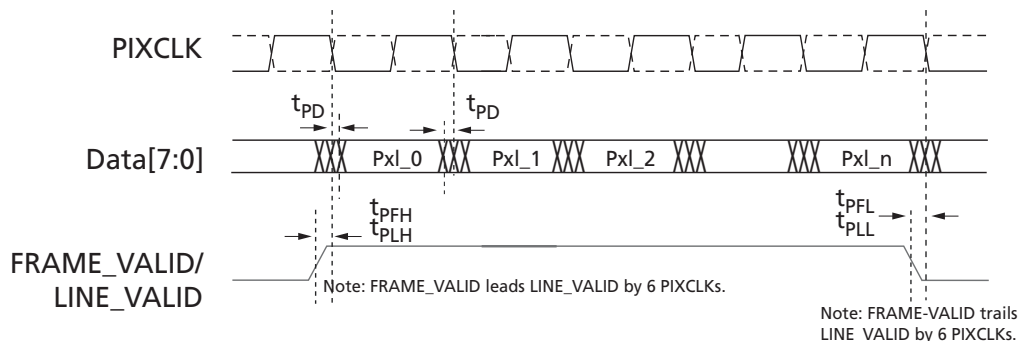 PIXCLK
tPD
tPD
Data[7:0]
Pxl_0
Pxl_1
Pxl_2
Pxl_n
tPFH
tPLH
tPFL
tPLL
FRAME_VALID/
LINE_VALID
Note: FRAME_VALID leads LINE_VALID by 6 PIXCLKs.
Note: FRAME-VALID trails
LINE_VALID by 6 PIXCLKs.